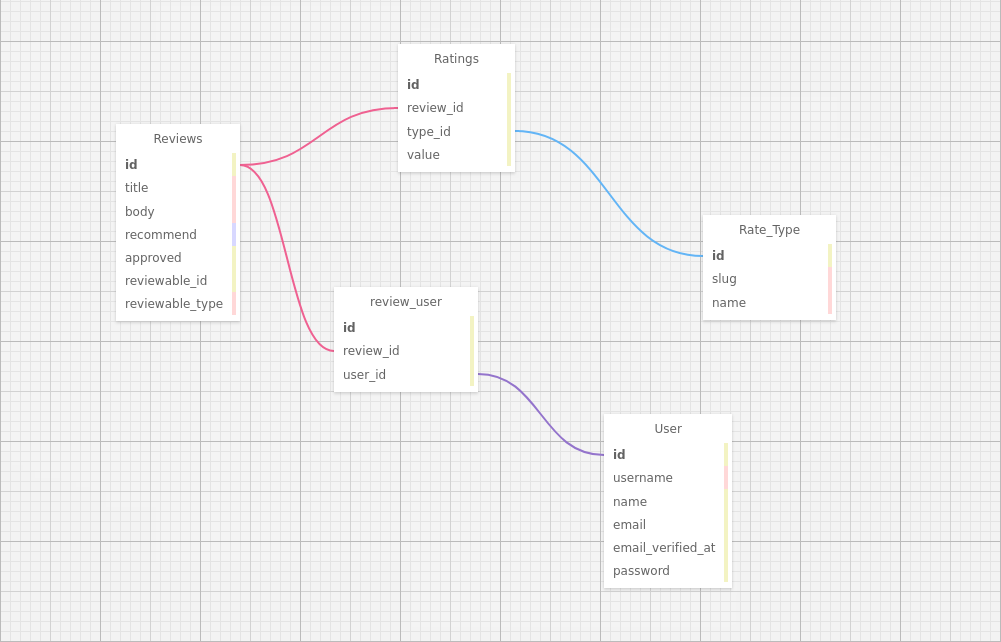 Ratings
id
review_id
type_id
value
Reviews
id
title
body
recommend
approved
reviewable_id
reviewable_type
Rate_Type
id
slug
name
review_user
id
review_id
user_id
User
id
username
name
email
email_verified_at
password